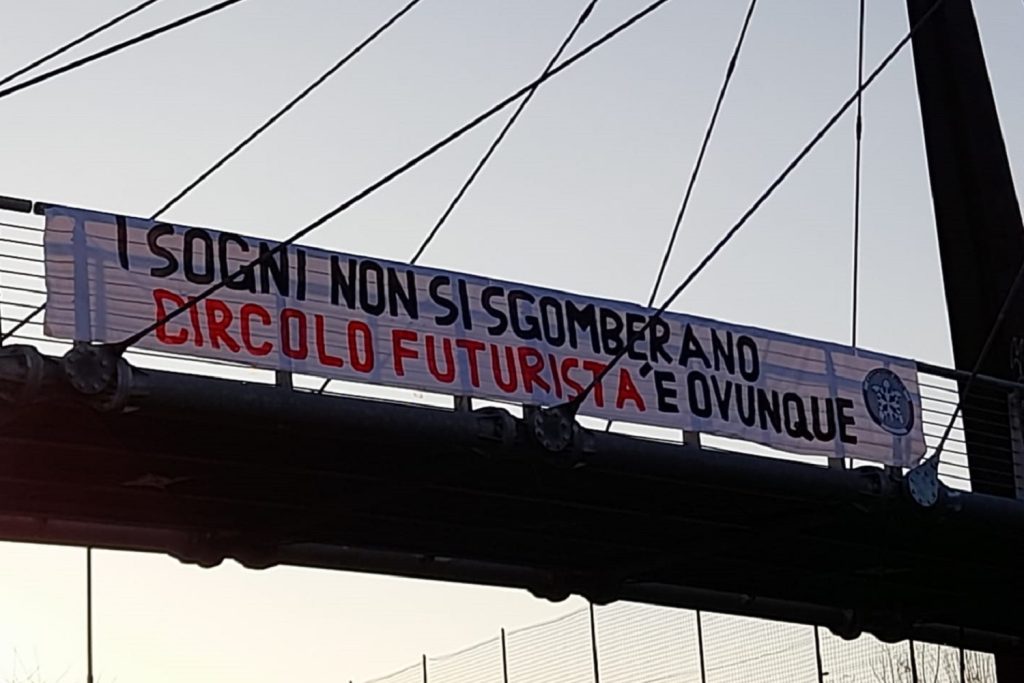 I SOGNI NON SI SGOMBERANO
CIRCOLO FUTURISTA É OVUNQUE